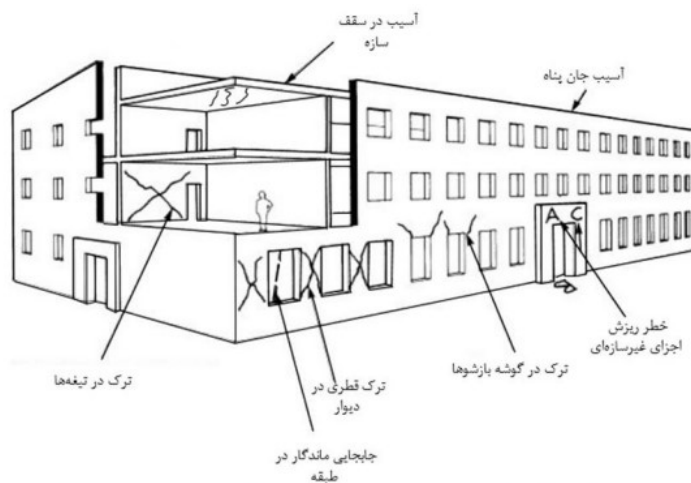 آسیب در سقف
سازه
آسیب جان پناه
A C
خطر ریزش
اجزای غیرسازه‌ای
ترک در گوشه بازشوها
ترک در تیغه‌ها
ترک قطری در
دیوار
جابجایی ماندگار در
طبقه